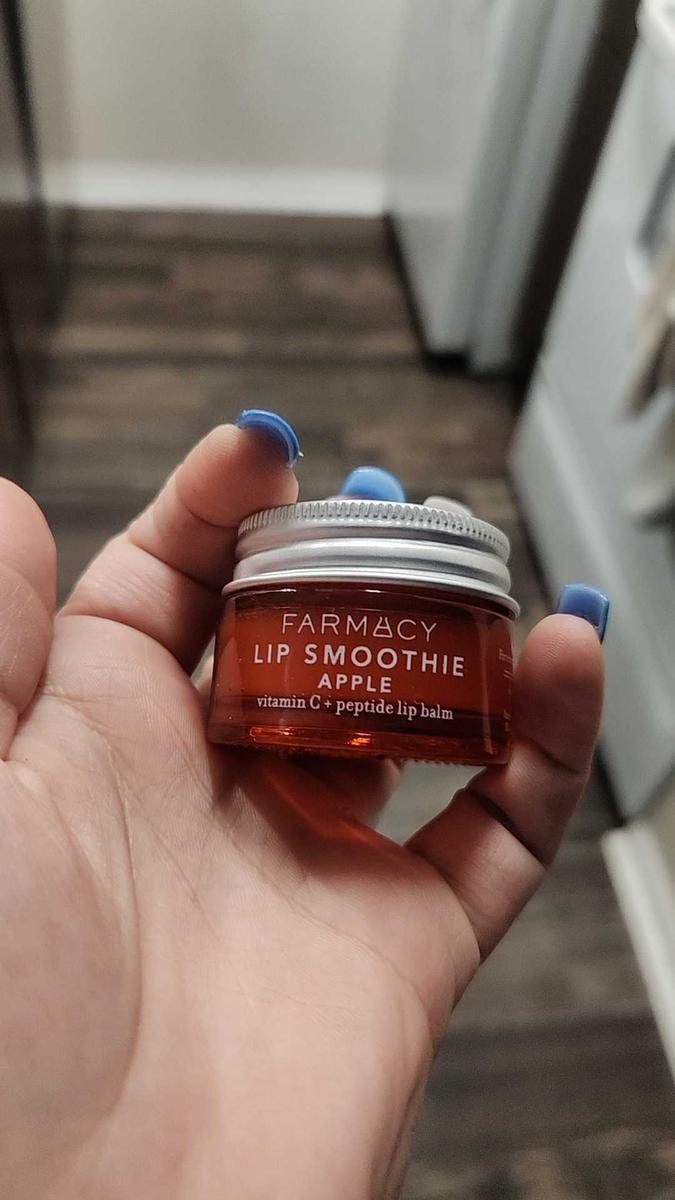 FARMACY
LIP SMOOTHIE
APPLE
vitamin C + peptide lip balm